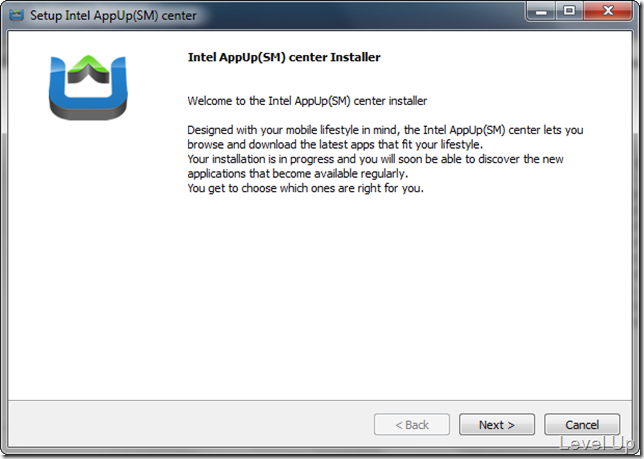 Setup Intel AppUp(SM) center
Intel AppUp(SM) center Installer
Welcome to the Intel AppUp(SM) center installer
Designed with your mobile lifestyle in mind, the Intel AppUp(SM) center lets you
browse and download the latest apps that fit your lifestyle.
Your installation is in progress and you will soon be able to discover the new
applications that become available regularly.
You get to choose which ones are right for you.
< Back
Next >
Cancel
Level Up